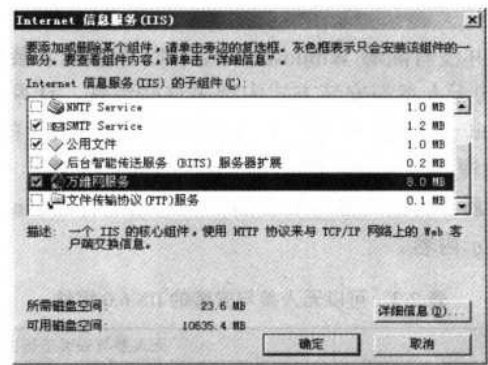 Internet 信息服务(IIS)
要添加或删除某个组件，请单击旁边的复选框。灰色框表示只会安装该组件的一
部分。要查看组件内容，请单击“详细信息”。
Internet 信息服务(IIS) 的子组件(C):
NNTP Service 1.0 MB
SMTP Service 1.2 MB
公用文件 1.0 MB
后台智能传送服务 (BITS) 服务器扩展 0.2 MB
万维网服务 8.0 MB
文件传输协议(FTP)服务 0.1 MB
描述: 一个 IIS 的核心组件，使用 HTTP 协议来与 TCP/IP 网络上的 Web 客
户端交换信息。
所需磁盘空间: 23.6 MB
可用磁盘空间: 10635.4 MB
详细信息(D)...
确定
取消